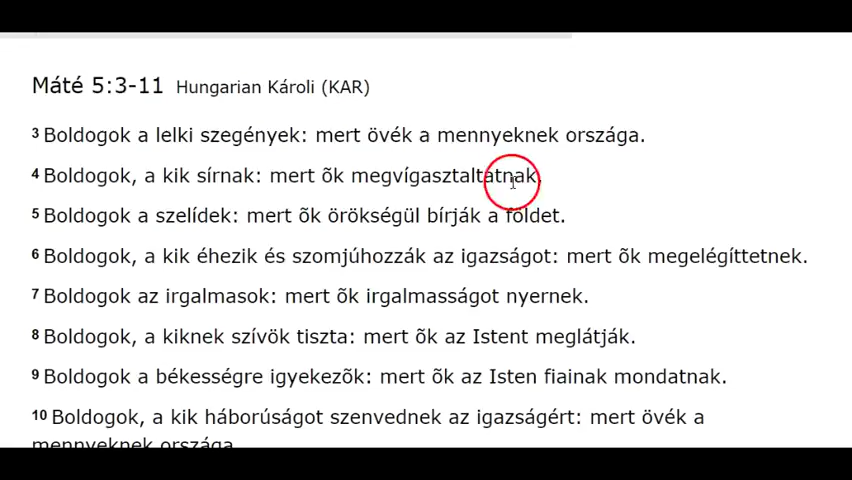 Máté 5:3-11 Hungarian Károli (KAR)
3 Boldogok a lelki szegények: mert övék a mennyeknek országa.
4 Boldogok, a kik sírnak: mert õk megvígasztaltatnak.
5 Boldogok a szelídek: mert õk örökségül bírják a földet.
6 Boldogok, a kik éhezik és szomjúhozzák az igazságot: mert õk megelégíttetnek.
7 Boldogok az irgalmasok: mert õk irgalmasságot nyernek.
8 Boldogok, a kiknek szívök tiszta: mert õk az Istent meglátják.
9 Boldogok a békességre igyekezõk: mert õk az Isten fiainak mondatnak.
10 Boldogok, a kik háborúságot szenvednek az igazságért: mert övék a
mennyeknek országa.